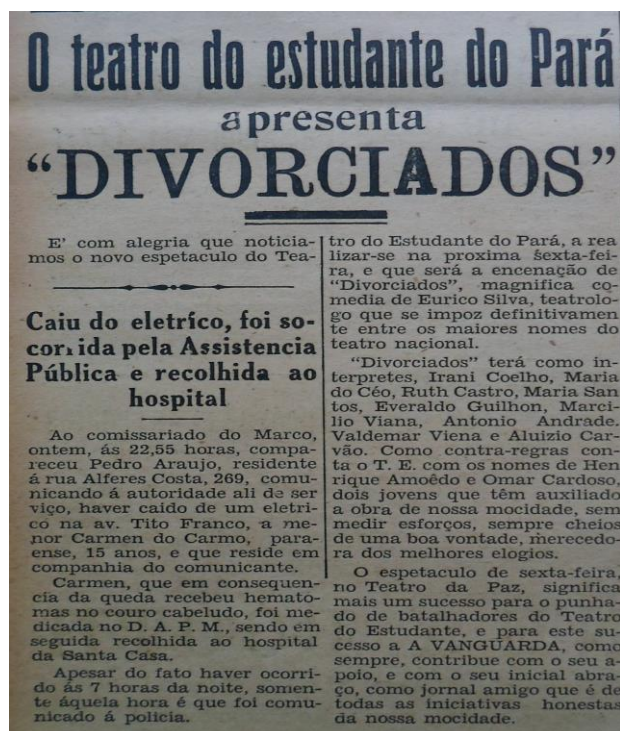 O teatro do estudante do Pará
apresenta
“DIVORCIADOS”
E' com alegria que noticia-
mos o novo espetaculo do Tea-
tro do Estudante do Pará, a rea
lizar-se na proxima sexta-fei-
ra, e que será a encenação de
“Divorciados”, magnifica co-
media de Eurico Silva, teatrolo
go que se impoz definitivamen
te entre os maiores nomes do
teatro nacional.
“Divorciados” terá como in-
terpretes, Irani Coelho, Maria
do Céo, Ruth Castro, Maria San
tos, Everaldo Guilhon, Marci-
lio Viana, Antonio Andrade.
Valdemar Viena e Aluizio Car-
vão. Como contra-regras con-
ta o T. E. com os nomes de Hen
rique Amoêdo e Omar Cardoso,
dois jovens que têm auxiliado
a obra de nossa mocidade, sem
medir esforços, sempre cheios
de uma boa vontade, merecedo-
ra dos melhores elogios.
O espetaculo de sexta-feira,
no Teatro da Paz, significa
mais um sucesso para o punha-
do de batalhadores do Teatro
do Estudante, e para este su-
cesso a A VANGUARDA, como
sempre, contribue com o seu a-
poio, e com o seu inicial abra-
ço, como jornal amigo que é de
todas as iniciativas honestas
da nossa mocidade.
Caiu do eletríco, foi so-
corrida pela Assistencia
Pública e recolhida ao
hospital
Ao comissariado do Marco,
ontem, ás 22,55 horas, compa-
receu Pedro Araujo, residente
á rua Alferes Costa, 269, comu-
nicando á autoridade ali de ser
viço, haver caido de um eletri-
co na av. Tito Franco, a me-
nor Carmen do Carmo, para-
ense, 15 anos, e que reside em
companhia do comunicante.
Carmen, que em consequen-
cia da queda recebeu hemato-
mas no couro cabeludo, foi me-
dicada no D. A. P. M., sendo em
seguida recolhida ao hospital
da Santa Casa.
Apesar do fato haver ocorri-
do ás 7 horas da noite, somen-
te áquela hora é que foi comu-
nicado á policia.